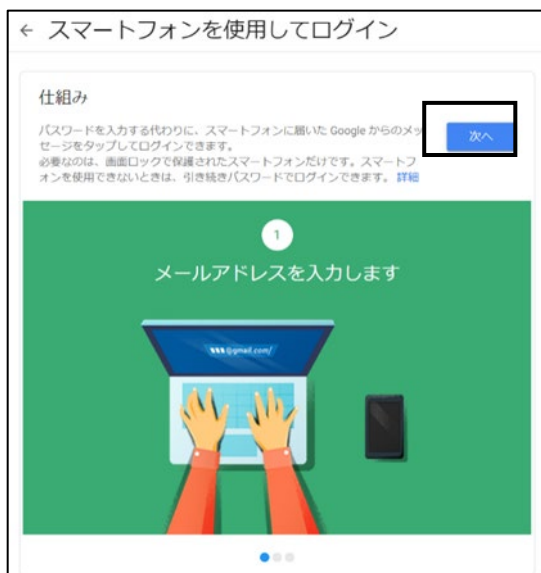 ← スマートフォンを使用してログイン
仕組み
パスワードを入力する代わりに、スマートフォンに届いた Google からのメッ
セージをタップしてログインできます。
必要なのは、画面ロックで保護されたスマートフォンだけです。スマートフ
ォンを使用できないときは、引き続きパスワードでログインできます。 詳細
次へ
1
メールアドレスを入力します